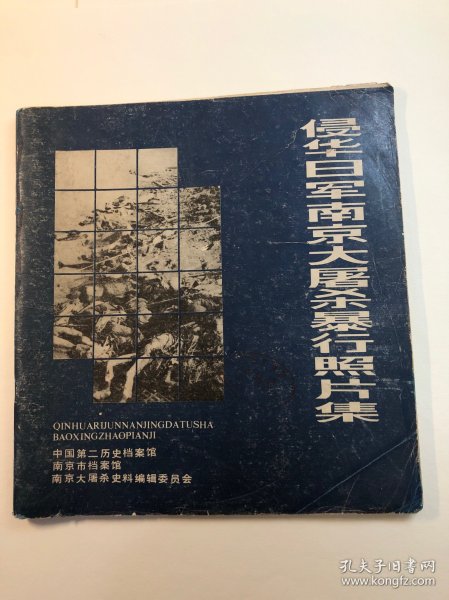 侵华日军南京大屠杀暴行照片集
QINHUARIJUNNANJINGDATUSHA
BAOXINGZHAOPIANJI
中国第二历史档案馆
南京市档案馆
南京大屠杀史料编辑委员会
孔夫子旧书网
www.kongfz.com